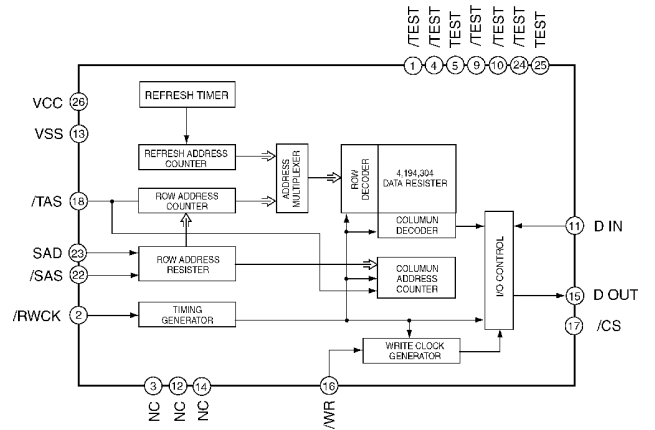 /TEST
/TEST
TEST
/TEST
/TEST
/TEST
TEST
1
4
5
9
10
24
25
VCC
26
VSS
13
REFRESH TIMER
REFRESH ADDRESS
COUNTER
ADDRESS
MULTIPLEXER
ROW
DECODER
4,194,304
DATA REGISTER
/TAS
18
ROW ADDRESS
COUNTER
COLUMUN
DECODER
11
D IN
SAD
23
/SAS
22
ROW ADDRESS
RESISTER
COLUMUN
ADDRESS
COUNTER
I/O CONTROL
15
D OUT
17
/CS
/RWCK
2
TIMING
GENERATOR
WRITE CLOCK
GENERATOR
3
12
14
16
NC
NC
NC
/WR